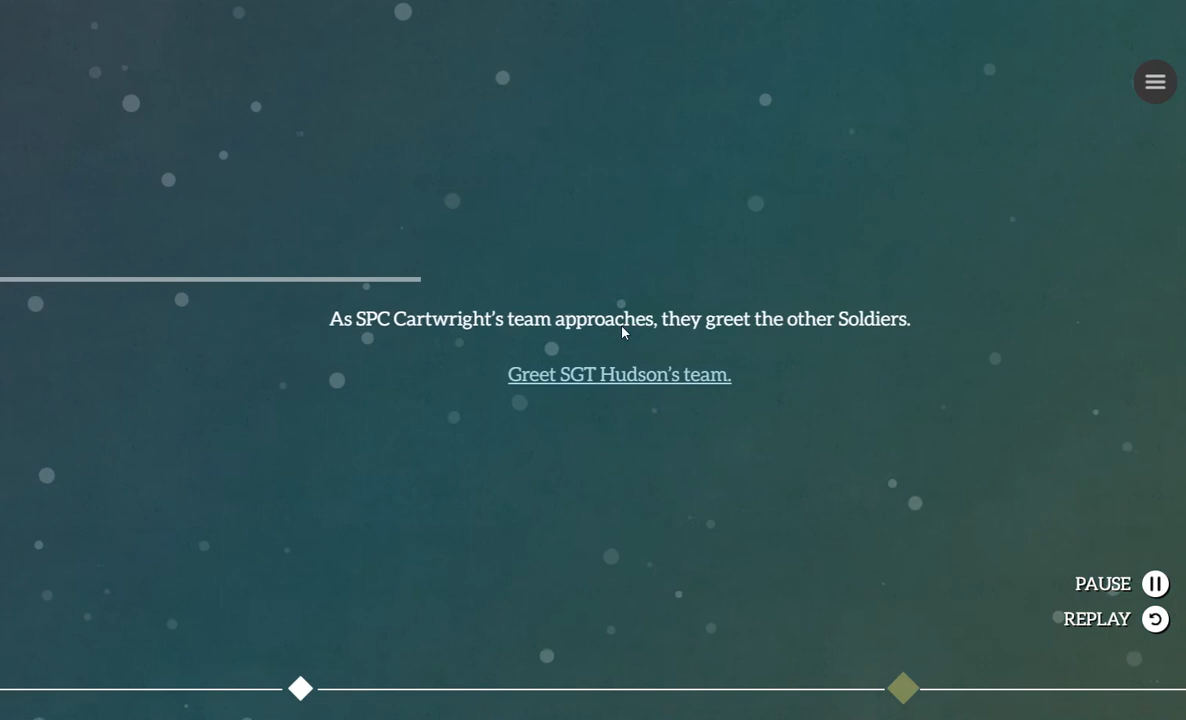 As SPC Cartwright’s team approaches, they greet the other Soldiers.
Greet SGT Hudson’s team.
PAUSE
REPLAY